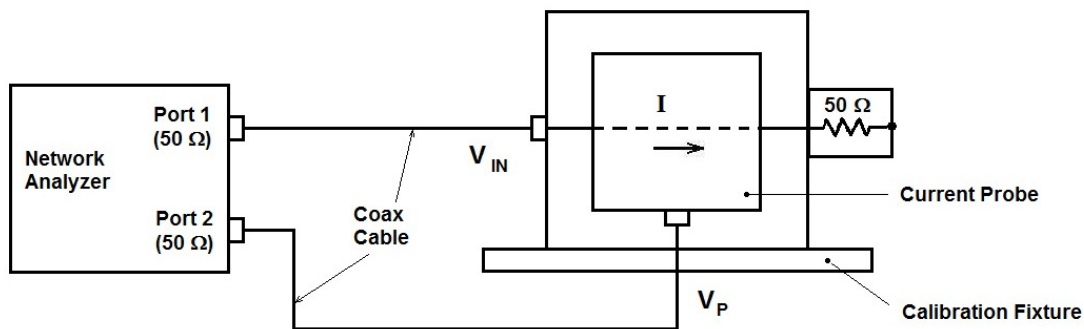 Network
Analyzer
Port 1
(50 Ω)
Port 2
(50 Ω)
Coax
Cable
V IN
I
50 Ω
Current Probe
V P
Calibration Fixture